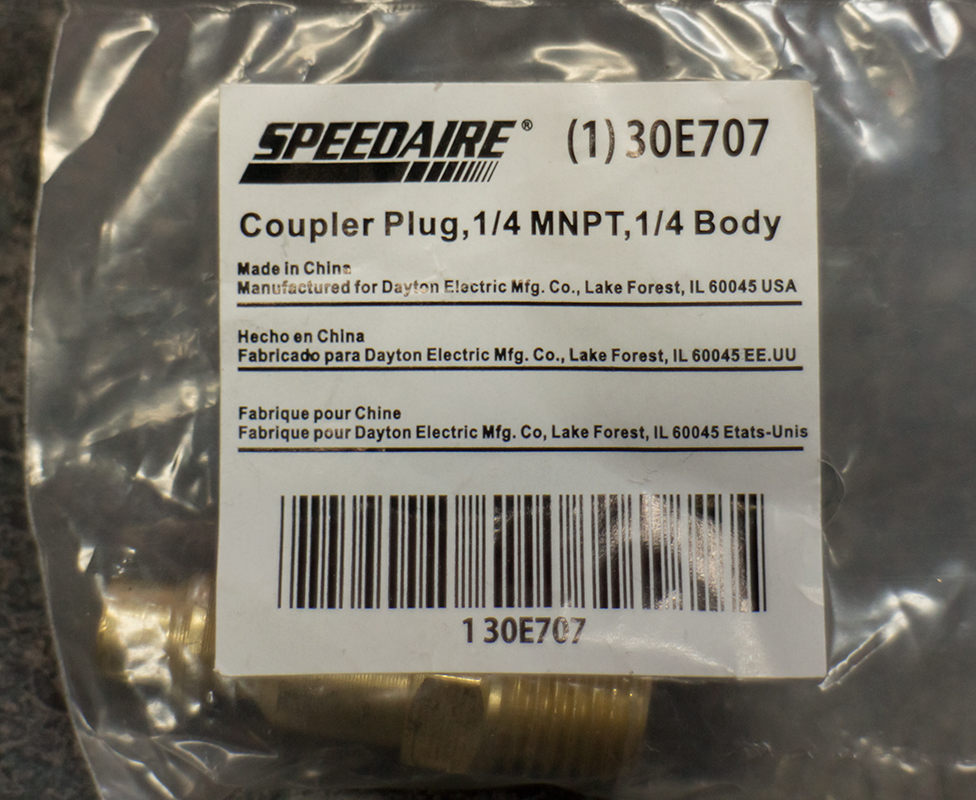 SPEEDAIRE® (1) 30E707
Coupler Plug,1/4 MNPT,1/4 Body
Made in China
Manufactured for Dayton Electric Mfg. Co., Lake Forest, IL 60045 USA
Hecho en China
Fabricado para Dayton Electric Mfg. Co., Lake Forest, IL 60045 EE.UU
Fabrique pour Chine
Fabrique pour Dayton Electric Mfg. Co, Lake Forest, IL 60045 Etats-Unis
1 30E707